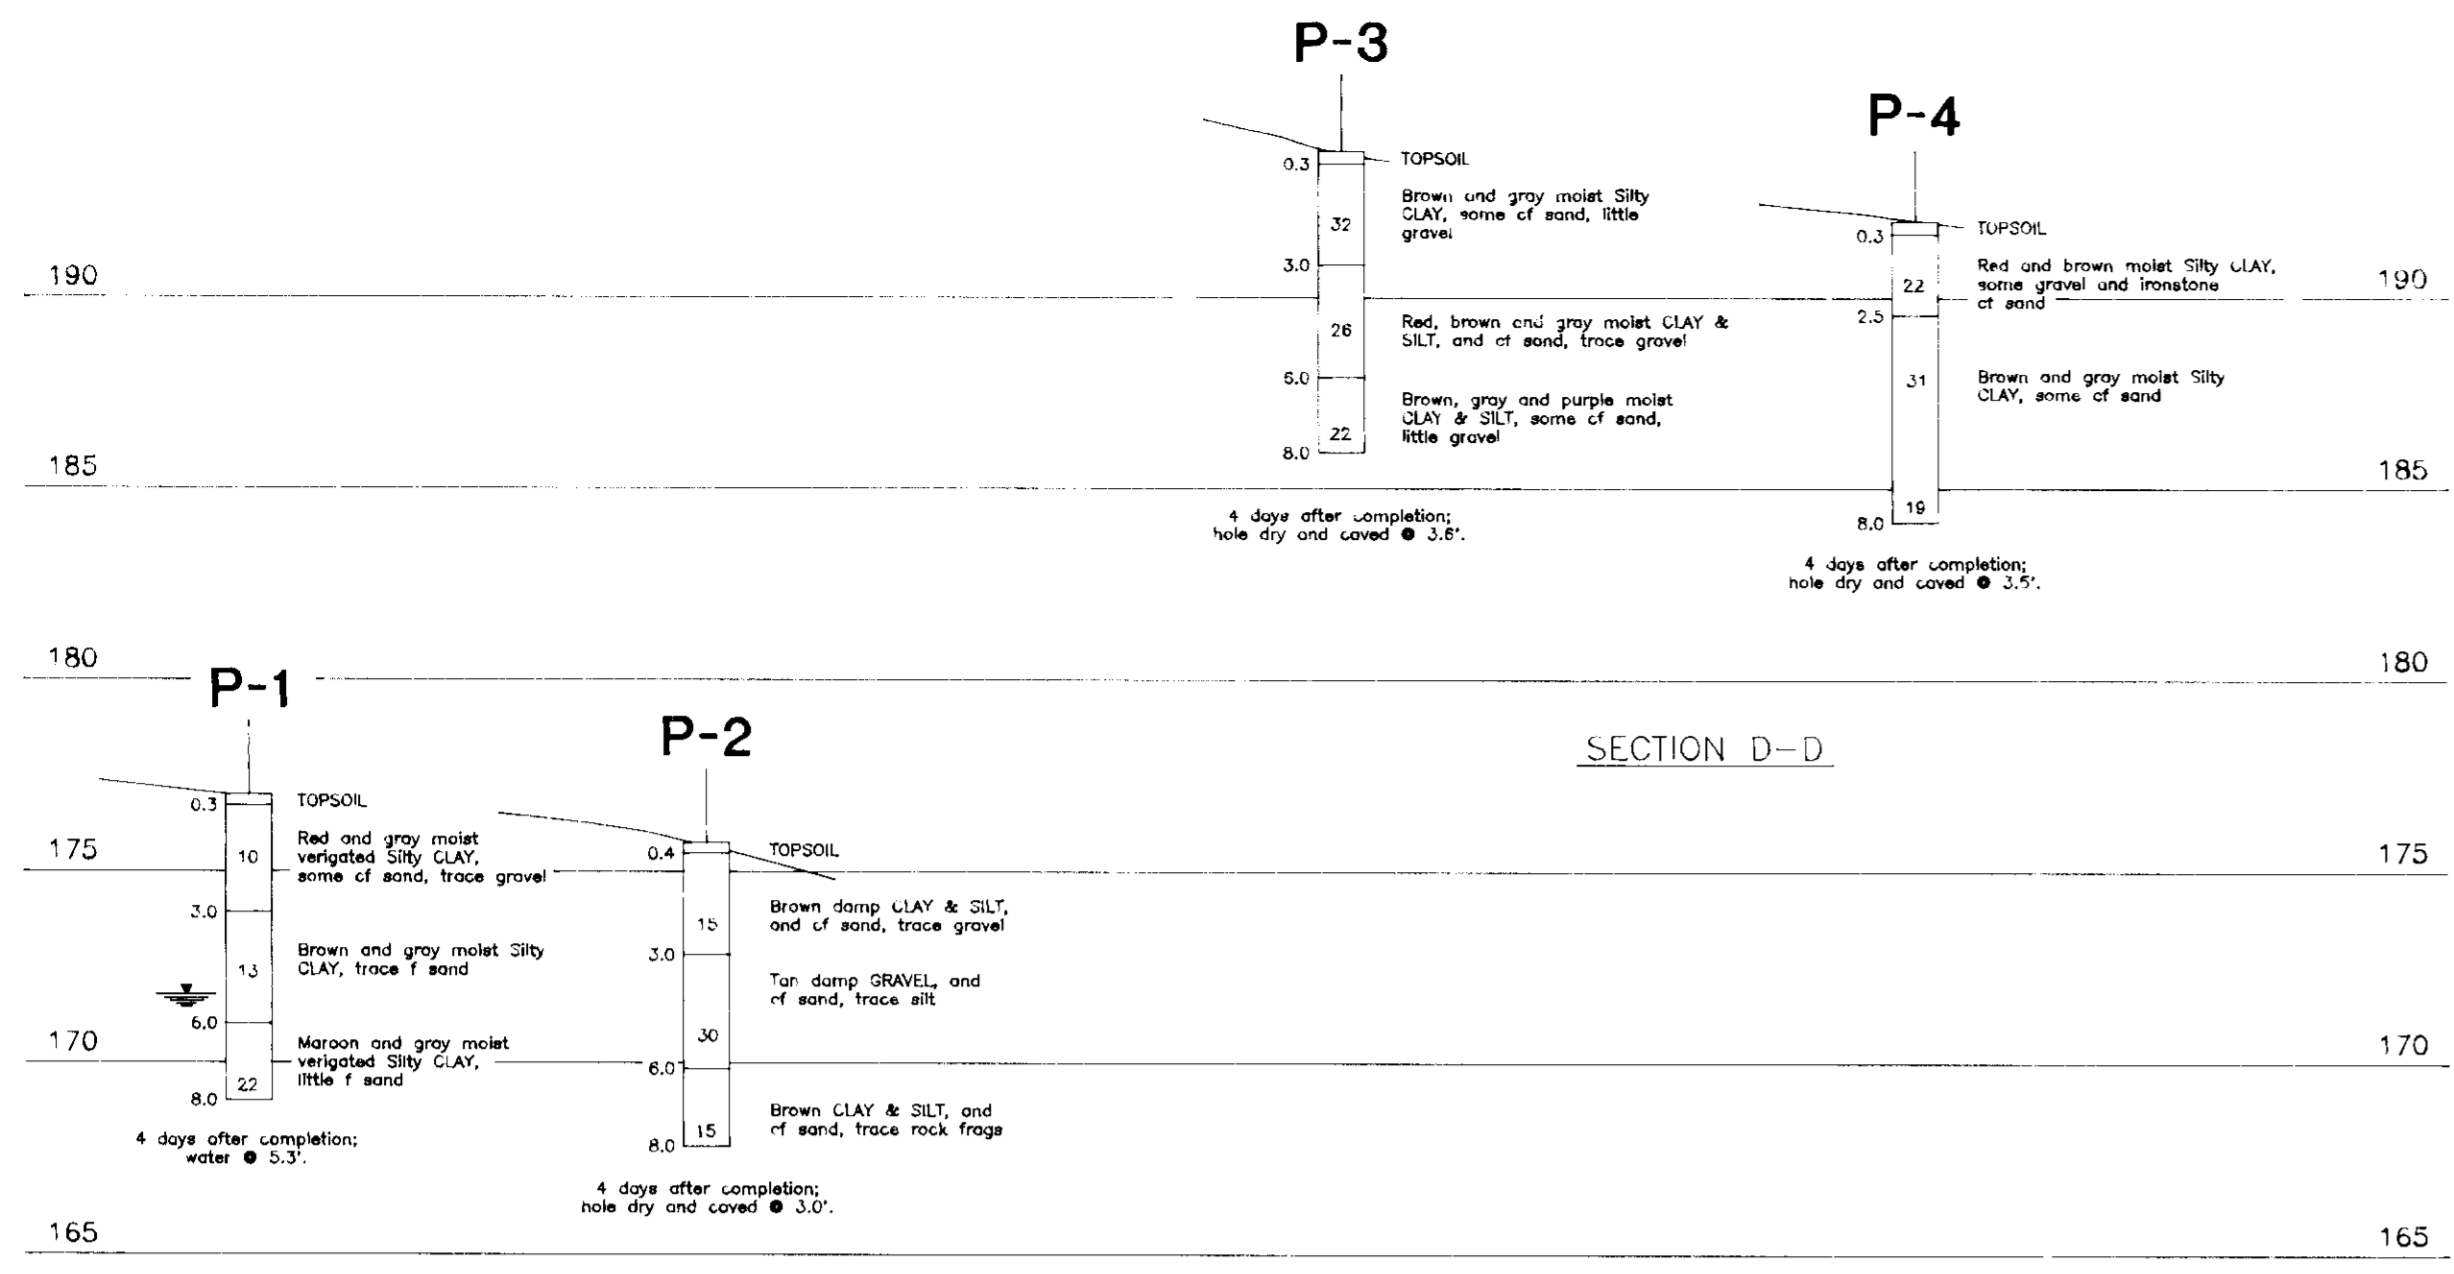 P-3
P-4
0.3
TOPSOIL
Brown and gray moist Silty
CLAY, some cf sand, little
gravel
32
3.0
26
Red, brown and gray moist CLAY &
SILT, and cf sand, trace gravel
6.0
Brown, gray and purple moist
CLAY & SILT, some cf sand,
little gravel
22
8.0
4 days after completion;
hole dry and caved @ 3.6'.
0.3
TOPSOIL
Red and brown moist Silty CLAY,
some gravel and ironstone
cf sand
22
2.5
31
Brown and gray moist Silty
CLAY, some cf sand
19
8.0
4 days after completion;
hole dry and caved @ 3.5'.
190
190
185
185
180
180
P-1
P-2
SECTION D-D
0.3
TOPSOIL
Red and gray moist
verigated Silty CLAY,
some cf sand, trace gravel
10
3.0
Brown and gray moist Silty
CLAY, trace f sand
13
6.0
Maroon and gray moist
verigated Silty CLAY,
little f sand
22
8.0
4 days after completion;
water @ 5.3'.
0.4
TOPSOIL
Brown damp CLAY & SILT,
and cf sand, trace gravel
15
3.0
Tan damp GRAVEL, and
cf sand, trace silt
30
6.0
Brown CLAY & SILT, and
cf sand, trace rock frags
15
8.0
4 days after completion;
hole dry and caved @ 3.0'.
175
175
170
170
165
165